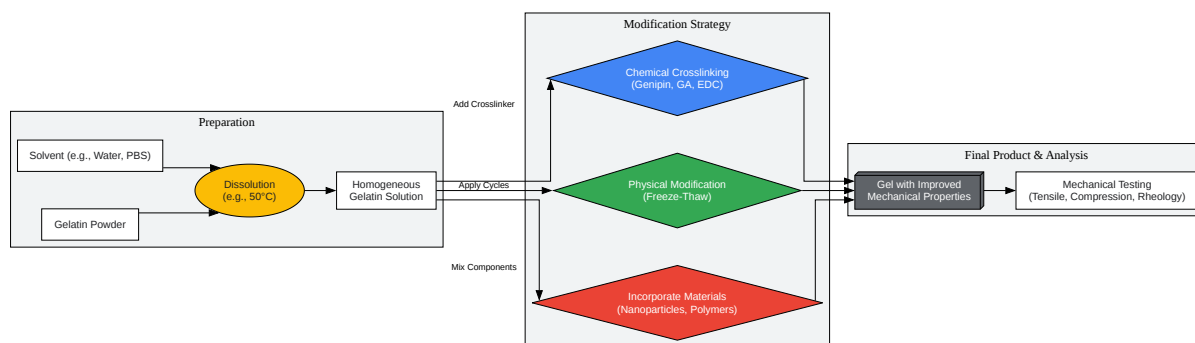 Preparation
Solvent (e.g., Water, PBS)
Gelatin Powder
Dissolution
(e.g., 50°C)
Homogeneous
Gelatin Solution
Add Crosslinker
Apply Cycles
Mix Components
Modification Strategy
Chemical Crosslinking
(Genipin, GA, EDC)
Physical Modification
(Freeze-Thaw)
Incorporate Materials
(Nanoparticles, Polymers)
Final Product & Analysis
Gel with Improved
Mechanical Properties
Mechanical Testing
(Tensile, Compression, Rheology)